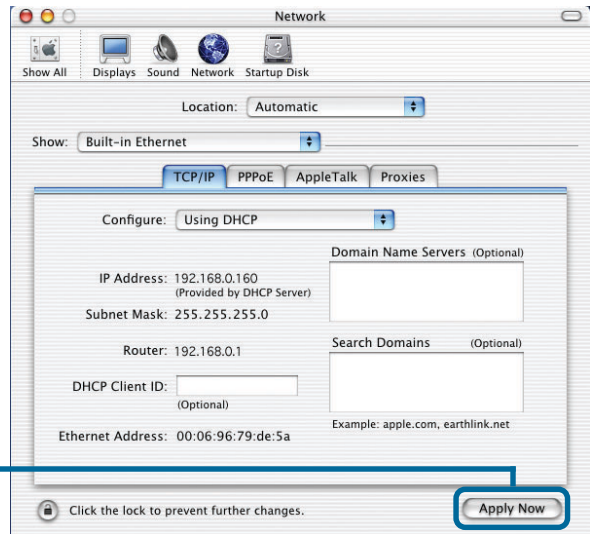 Network
Show All Displays Sound Network Startup Disk
Location: Automatic
Show: Built-in Ethernet
TCP/IP PPPoE AppleTalk Proxies
Configure: Using DHCP
Domain Name Servers (Optional)
IP Address: 192.168.0.160
(Provided by DHCP Server)
Subnet Mask: 255.255.255.0
Search Domains (Optional)
Router: 192.168.0.1
DHCP Client ID:
(Optional)
Example: apple.com, earthlink.net
Ethernet Address: 00:06:96:79:de:5a
Click the lock to prevent further changes.
Apply Now